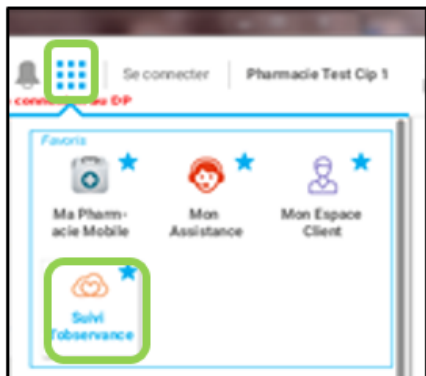 Se connecter
Pharmacie Test Cip 1
au DP
Favoris
Ma Pharm-
acie Mobile
Mon
Assistance
Mon Espace
Client
Suivi
l'observance